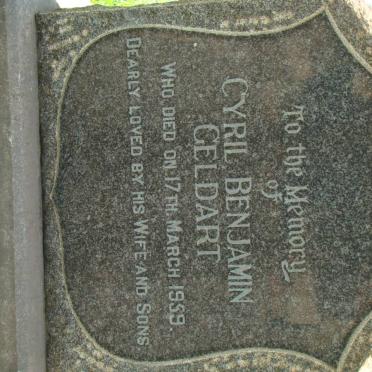 To the Memory
of
CYRIL BENJAMIN
GELDART
WHO DIED ON 17TH MARCH 1939.
DEARLY LOVED BY HIS WIFE AND SONS